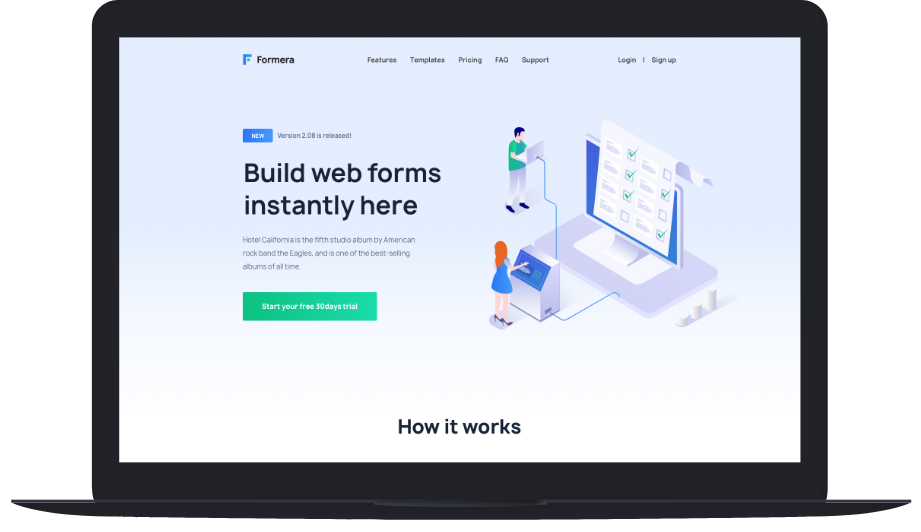 Formera
Features Templates Pricing FAQ Support
Login | Sign up
NEW Version 2.08 is released!
Build web forms
instantly here
Hotel California is the fifth studio album by American
rock band the Eagles, and is one of the best-selling
albums of all time.
Start your free 30days trial
How it works